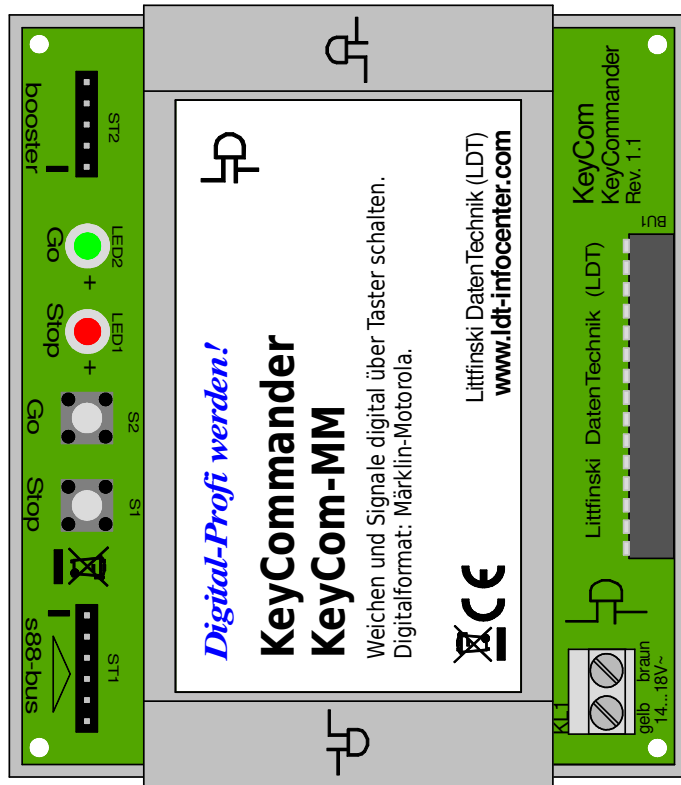 booster
ST2
Go
LED2
+
Stop
LED1
+
Go
S2
Stop
S1
s88-bus
ST1
Digital-Profi werden!
KeyCommander
KeyCom-MM
Weichen und Signale digital über Taster schalten.
Digitalformat: Märklin-Motorola.
Littfinski DatenTechnik (LDT)
www.ldt-infocenter.com
CE
KeyCom
KeyCommander
Rev. 1.1
BU1
Littfinski DatenTechnik (LDT)
KL1
gelb braun
14...18V~